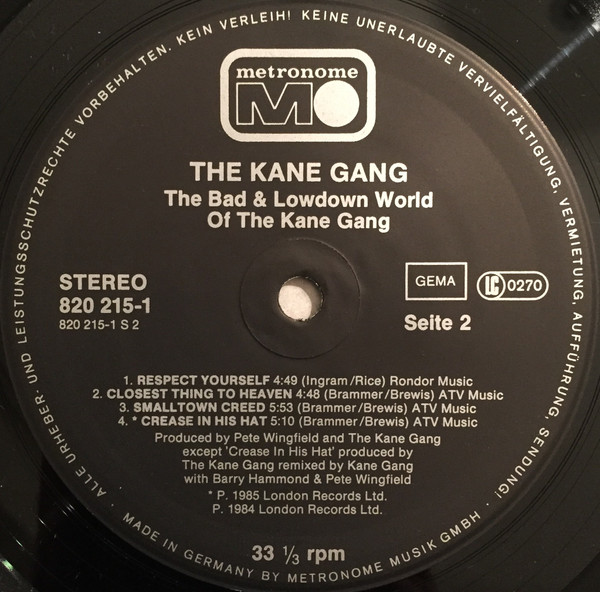 ALLE URHEBER- UND LEISTUNGSSCHUTZRECHTE VORBEHALTEN. KEIN VERLEIH! KEINE UNERLAUBTE VERVIELFÄLTIGUNG, VERMIETUNG, AUFFÜHRUNG, SENDUNG!
metronome
MO
THE KANE GANG
The Bad & Lowdown World
Of The Kane Gang
STEREO
820 215-1
820 215-1 S 2
GEMA
LC 0270
Seite 2
1. RESPECT YOURSELF 4:49 (Ingram/Rice) Rondor Music
2. CLOSEST THING TO HEAVEN 4:48 (Brammer/Brewis) ATV Music
3. SMALLTOWN CREED 5:53 (Brammer/Brewis) ATV Music
4. * CREASE IN HIS HAT 5:10 (Brammer/Brewis) ATV Music
Produced by Pete Wingfield and The Kane Gang
except 'Crease In His Hat' produced by
The Kane Gang remixed by Kane Gang
with Barry Hammond & Pete Wingfield
* P. 1985 London Records Ltd.
P. 1984 London Records Ltd.
33 ⅓ rpm
· MADE IN GERMANY BY METRONOME MUSIK GMBH ·